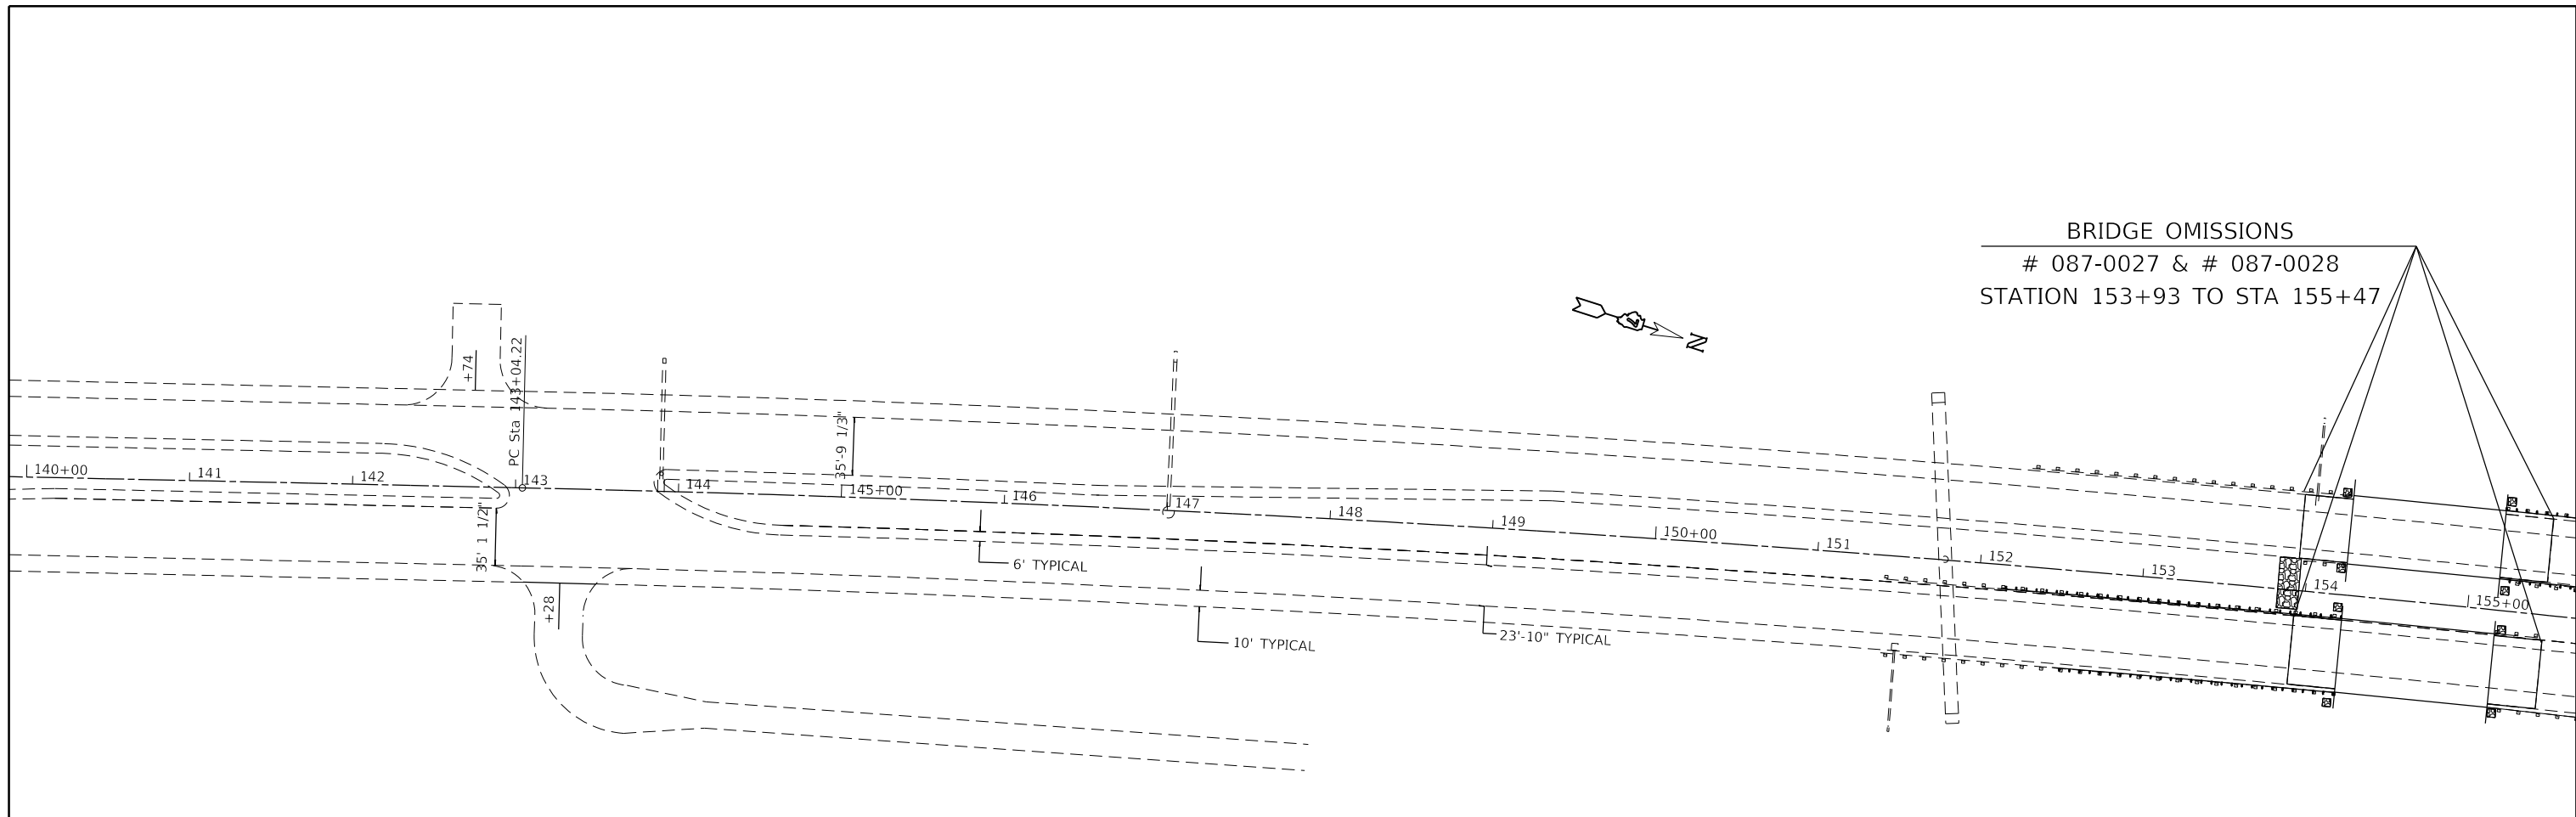 BRIDGE OMISSIONS
# 087-0027 & # 087-0028
STATION 153+93 TO STA 155+47
N
+74
PC Sta 143+04.22
35'-9 1/3"
140+00
141
142
143
144
145+00
146
147
148
149
150+00
151
152
153
154
155+00
35' 1 1/2"
+28
6' TYPICAL
10' TYPICAL
23'-10" TYPICAL